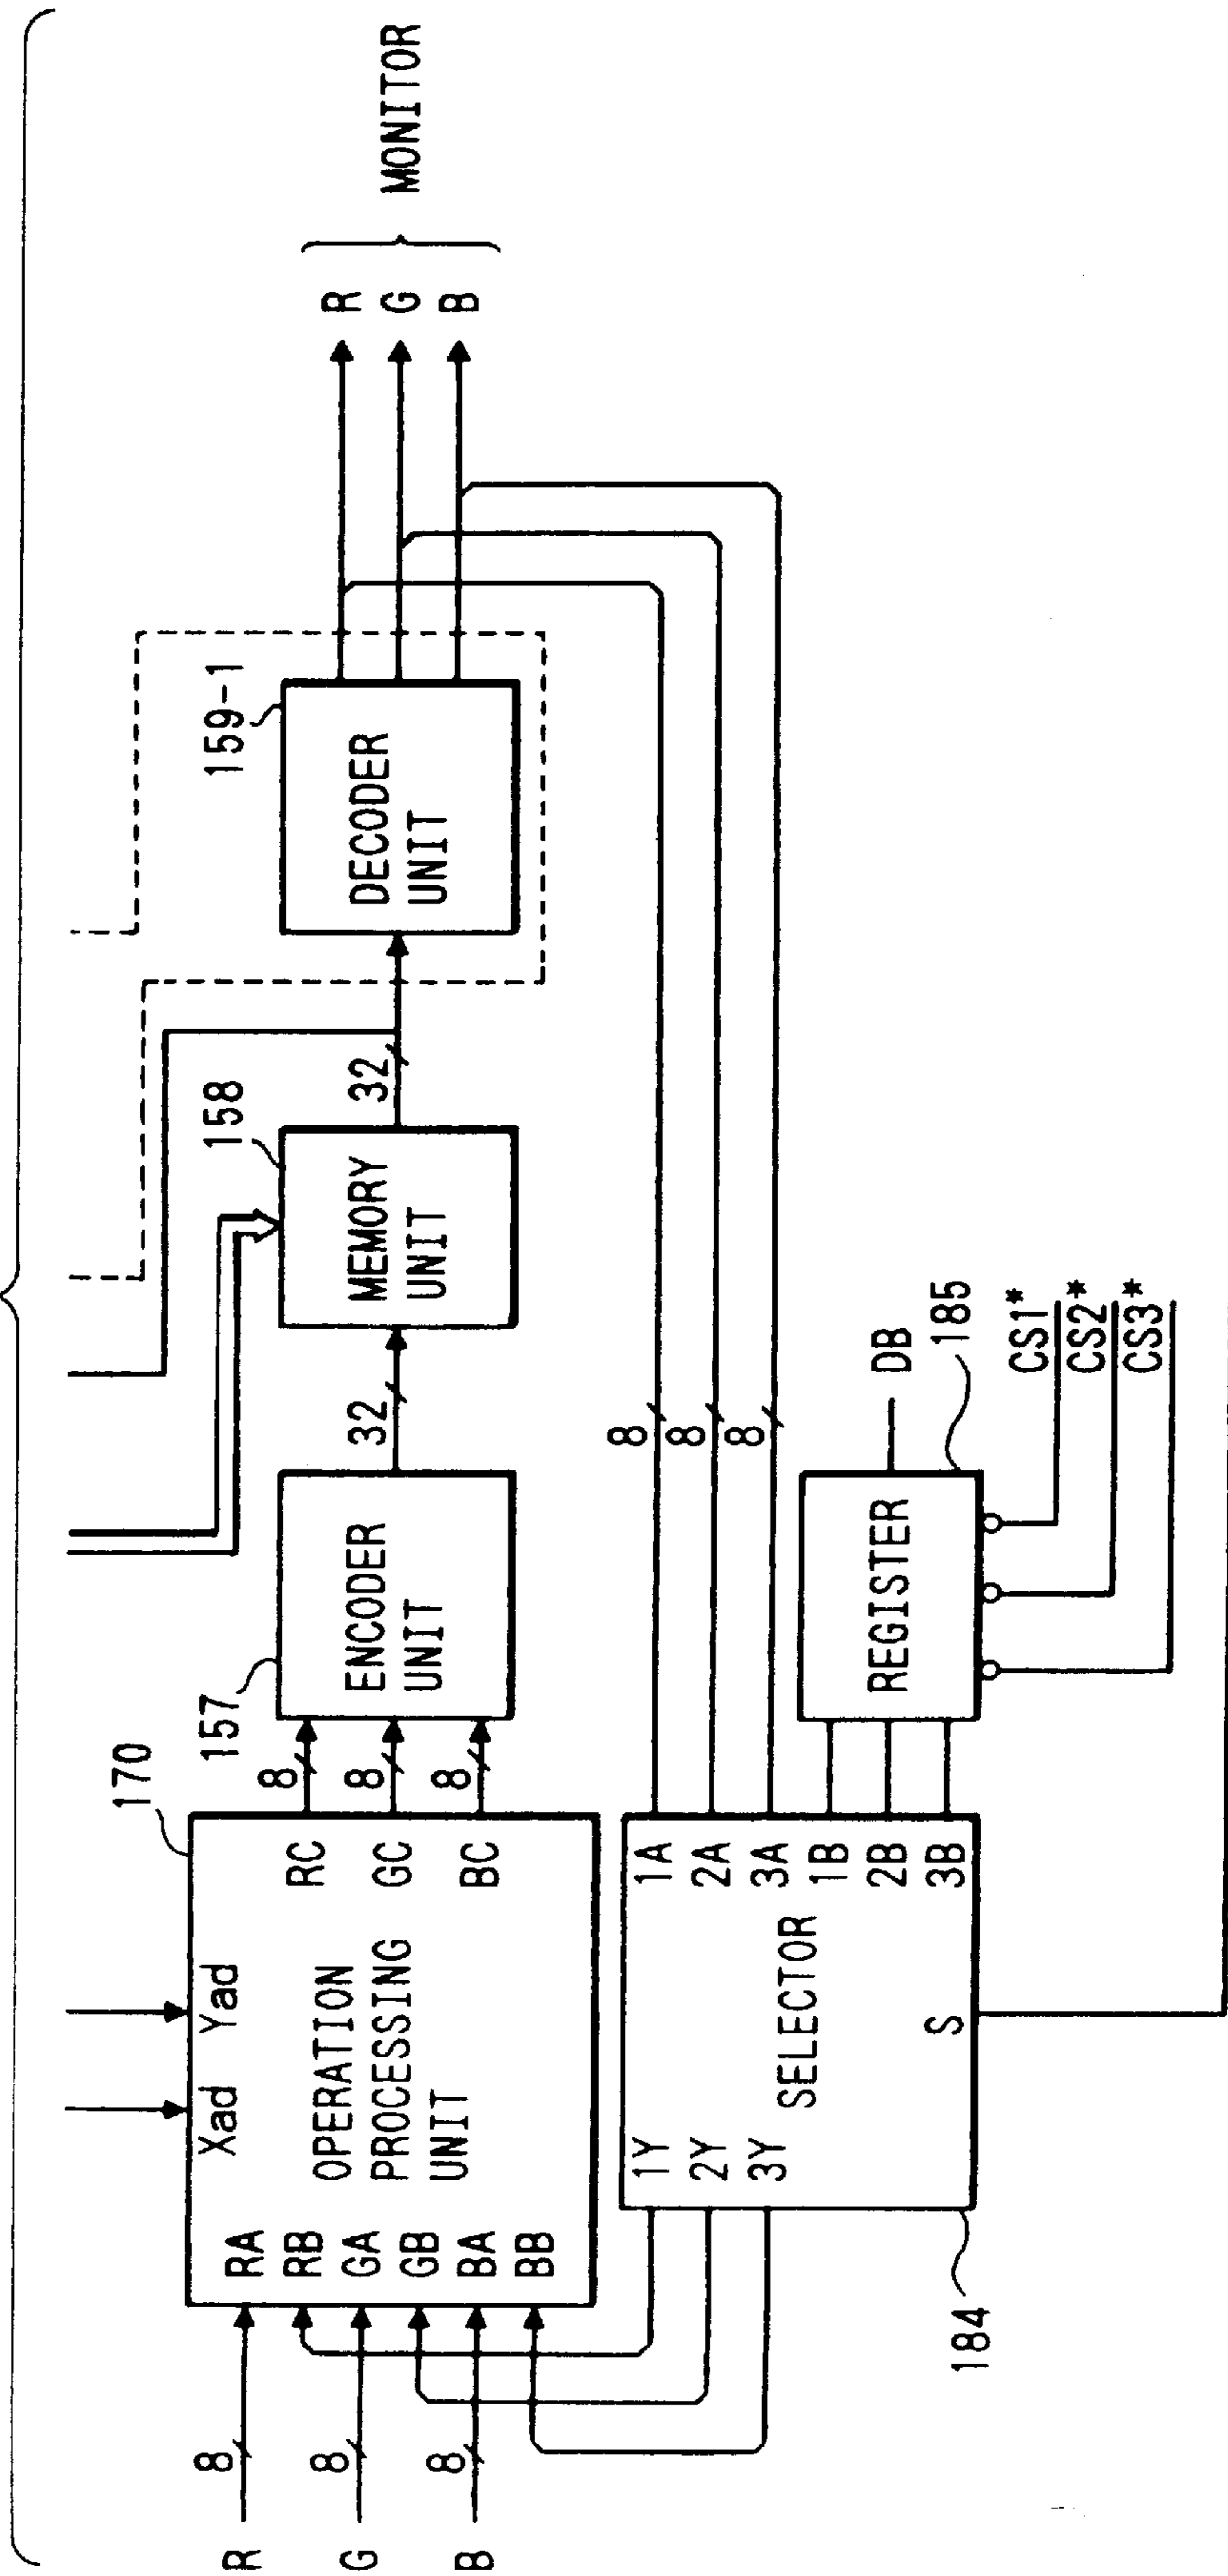 R
8
G
8
B
8
170
Xad
Yad
RA
RB
GA
GB
BA
BB
OPERATION
PROCESSING
UNIT
RC
GC
BC
8
8
8
157
ENCODER
UNIT
32
158
MEMORY
UNIT
32
159-1
DECODER
UNIT
R
G
B
MONITOR
184
1Y
2Y
3Y
SELECTOR
S
1A
2A
3A
1B
2B
3B
8
8
8
REGISTER
185
DB
CS1*
CS2*
CS3*